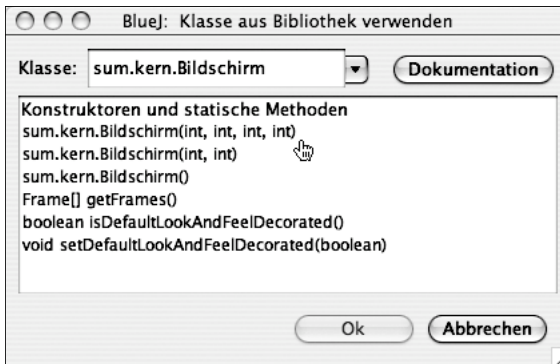 BlueJ: Klasse aus Bibliothek verwenden
Klasse: sum.kern.Bildschirm Dokumentation
Konstruktoren und statische Methoden
sum.kern.Bildschirm(int, int, int, int)
sum.kern.Bildschirm(int, int)
sum.kern.Bildschirm()
Frame[] getFrames()
boolean isDefaultLookAndFeelDecorated()
void setDefaultLookAndFeelDecorated(boolean)
Ok Abbrechen